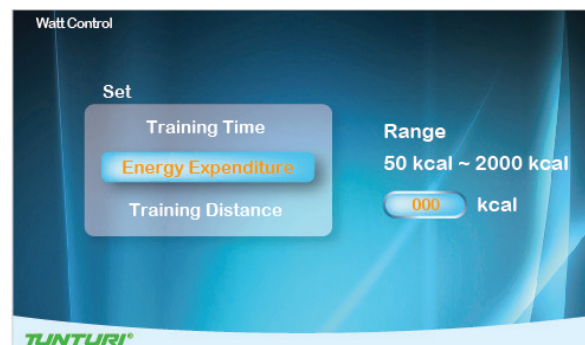 Watt Control
Set
Training Time
Energy Expenditure
Training Distance
Range
50 kcal ~ 2000 kcal
000 kcal
TUNTURI®